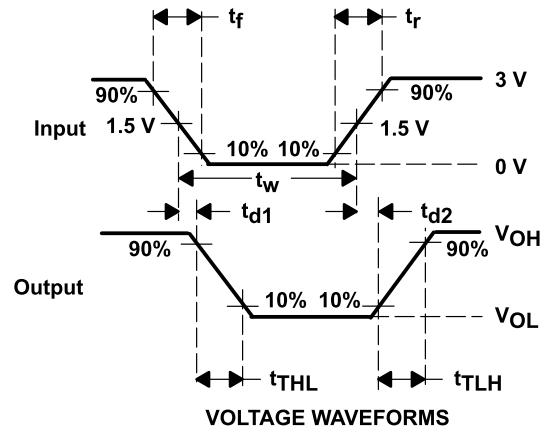 tf tr
90% 90% 3 V
Input 1.5 V 1.5 V
10% 10%
0 V
tw
td1 td2
90% 90% VOH
Output
10% 10%
VOL
tTHL tTLH
VOLTAGE WAVEFORMS